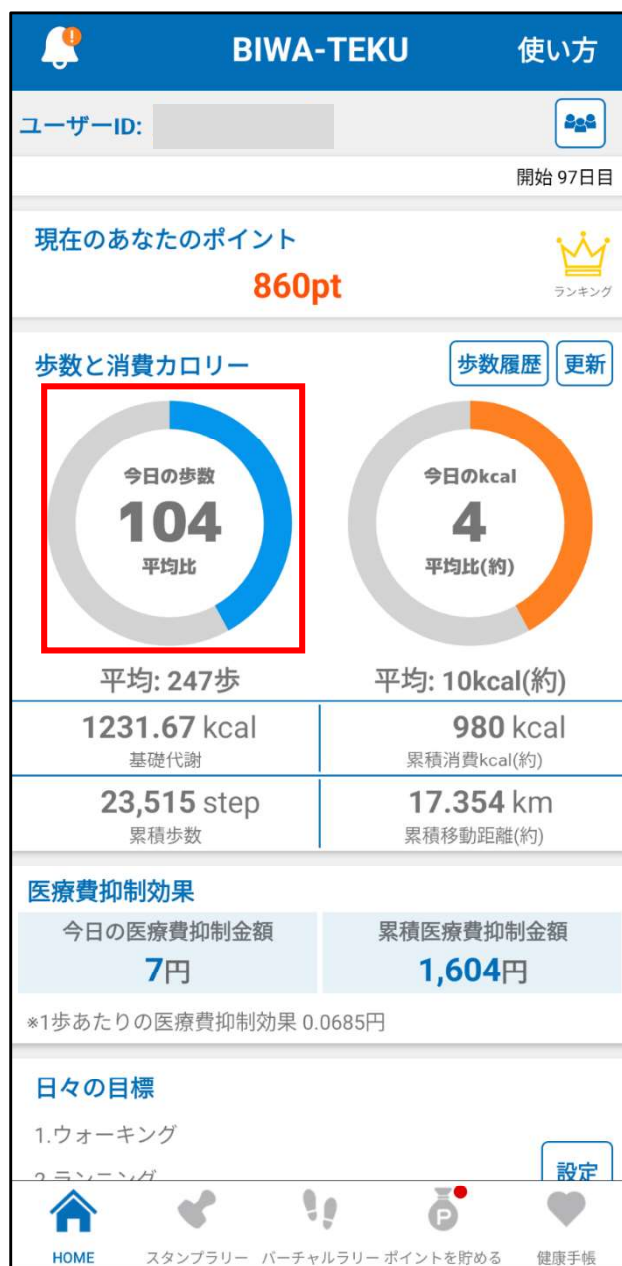 BIWA-TEKU 使い方
ユーザーID:
開始 97日目
現在のあなたのポイント
860pt
ランキング
歩数と消費カロリー 歩数履歴 更新
今日の歩数
104
平均比
今日のkcal
4
平均比(約)
平均: 247歩 平均: 10kcal(約)
1231.67 kcal 980 kcal
基礎代謝 累積消費kcal(約)
23,515 step 17.354 km
累積歩数 累積移動距離(約)
医療費抑制効果
今日の医療費抑制金額 累積医療費抑制金額
7円 1,604円
※1歩あたりの医療費抑制効果 0.0685円
日々の目標
1.ウォーキング
2.ランニング 設定
HOME スタンプラリー バーチャルラリー ポイントを貯める 健康手帳